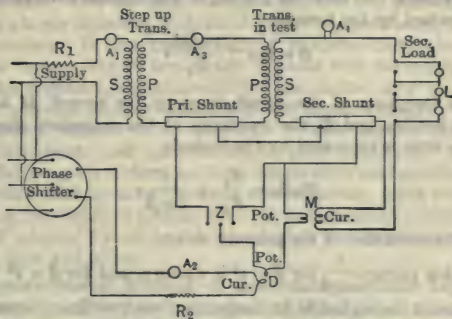 Step up
Trans.
Trans.
in test
Sec.
Load
R1
A1
A3
A4
Supply
S
P
P
S
L
Pri. Shunt
Sec. Shunt
Phase
Shifter
Z
Pot.
M
Cur.
Pot.
A2
Cur.
D
R2